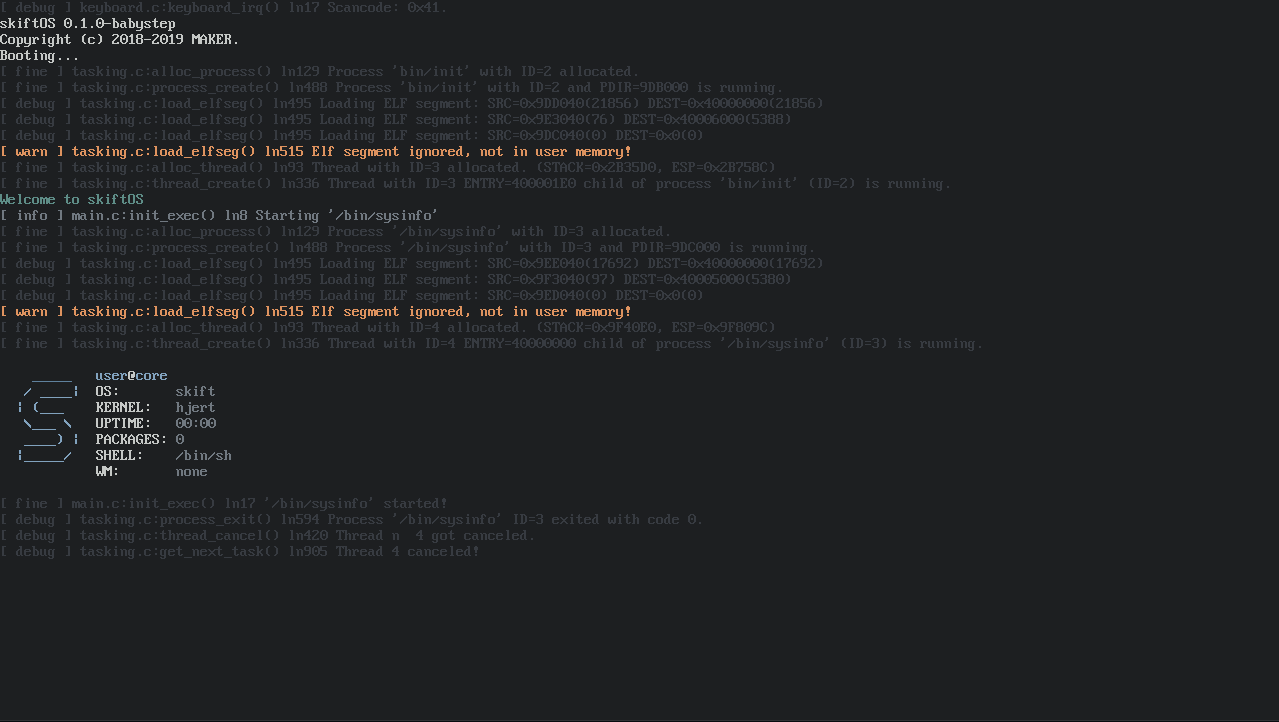 [ debug ] keyboard.c:keyboard_irq() ln17 Scancode: 0x41.
skiftOS 0.1.0-babystep
Copyright (c) 2018-2019 MAKER.
Booting...
[ fine ] tasking.c:alloc_process() ln129 Process 'bin/init' with ID=2 allocated.
[ fine ] tasking.c:process_create() ln488 Process 'bin/init' with ID=2 and PDIR=9DB000 is running.
[ debug ] tasking.c:load_elfseg() ln495 Loading ELF segment: SRC=0x9DD040(21856) DEST=0x40000000(21856)
[ debug ] tasking.c:load_elfseg() ln495 Loading ELF segment: SRC=0x9E3040(76) DEST=0x40006000(5388)
[ debug ] tasking.c:load_elfseg() ln495 Loading ELF segment: SRC=0x9DC040(0) DEST=0x0(0)
[ warn ] tasking.c:load_elfseg() ln515 Elf segment ignored, not in user memory!
[ fine ] tasking.c:alloc_thread() ln93 Thread with ID=3 allocated. (STACK=0x2B35D0, ESP=0x2B758C)
[ fine ] tasking.c:thread_create() ln336 Thread with ID=3 ENTRY=400001E0 child of process 'bin/init' (ID=2) is running.
Welcome to skiftOS
[ info ] main.c:init_exec() ln8 Starting '/bin/sysinfo'
[ fine ] tasking.c:alloc_process() ln129 Process '/bin/sysinfo' with ID=3 allocated.
[ fine ] tasking.c:process_create() ln488 Process '/bin/sysinfo' with ID=3 and PDIR=9DC000 is running.
[ debug ] tasking.c:load_elfseg() ln495 Loading ELF segment: SRC=0x9EE040(17692) DEST=0x40000000(17692)
[ debug ] tasking.c:load_elfseg() ln495 Loading ELF segment: SRC=0x9F3040(97) DEST=0x40005000(5380)
[ debug ] tasking.c:load_elfseg() ln495 Loading ELF segment: SRC=0x9ED040(0) DEST=0x0(0)
[ warn ] tasking.c:load_elfseg() ln515 Elf segment ignored, not in user memory!
[ fine ] tasking.c:alloc_thread() ln93 Thread with ID=4 allocated. (STACK=0x9F40E0, ESP=0x9F809C)
[ fine ] tasking.c:thread_create() ln336 Thread with ID=4 ENTRY=40000000 child of process '/bin/sysinfo' (ID=3) is running.
user@core
OS: skift
KERNEL: hjert
UPTIME: 00:00
PACKAGES: 0
SHELL: /bin/sh
WM: none
[ fine ] main.c:init_exec() ln17 '/bin/sysinfo' started!
[ debug ] tasking.c:process_exit() ln594 Process '/bin/sysinfo' ID=3 exited with code 0.
[ debug ] tasking.c:thread_cancel() ln420 Thread n  4 got canceled.
[ debug ] tasking.c:get_next_task() ln905 Thread 4 canceled!